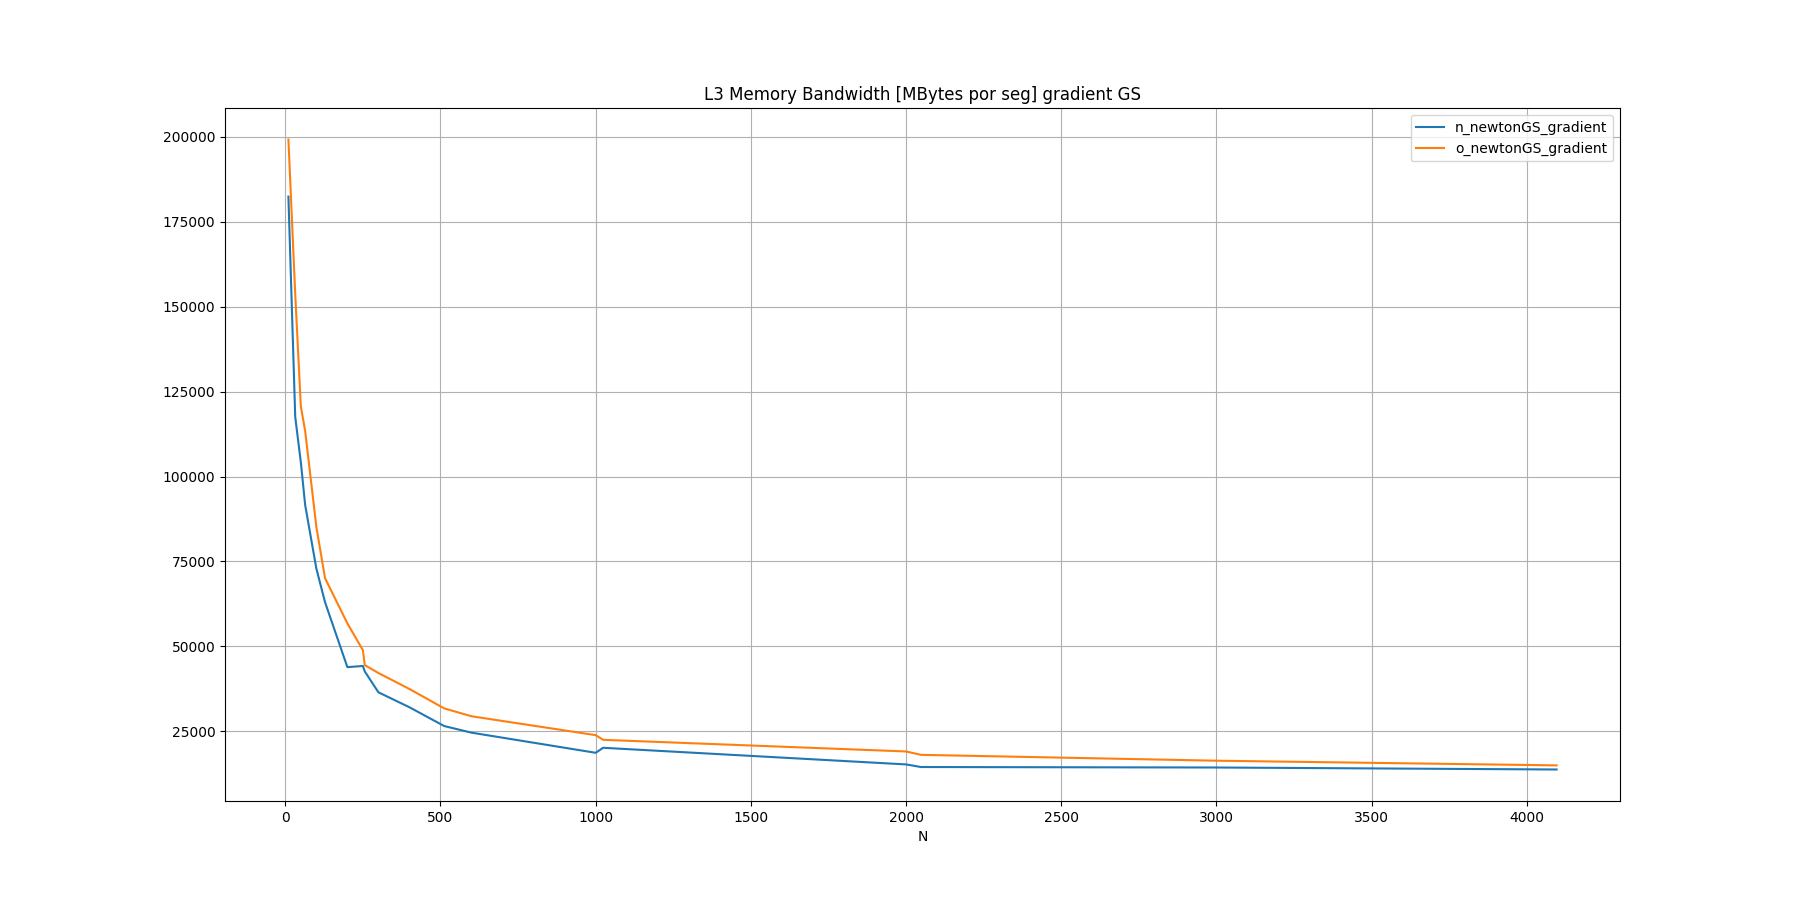 L3 Memory Bandwidth [MBytes por seg] gradient GS
n_newtonGS_gradient
o_newtonGS_gradient
200000
175000
150000
125000
100000
75000
50000
25000
0 500 1000 1500 2000 2500 3000 3500 4000
N